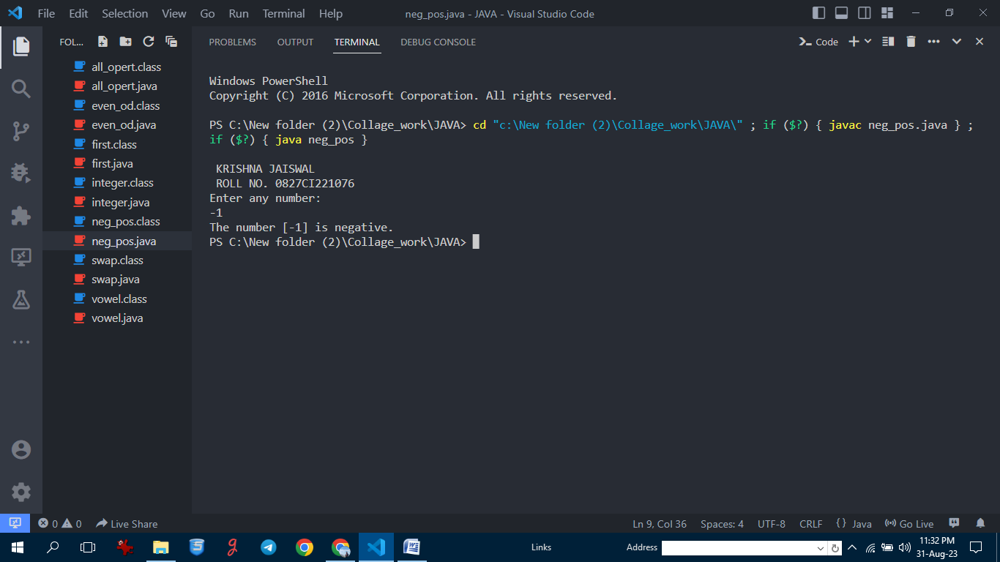 File Edit Selection View Go Run Terminal Help neg_pos.java - JAVA - Visual Studio Code
FOL...
all_opert.class
all_opert.java
even_od.class
even_od.java
first.class
first.java
integer.class
integer.java
neg_pos.class
neg_pos.java
swap.class
swap.java
vowel.class
vowel.java
PROBLEMS OUTPUT TERMINAL DEBUG CONSOLE Code
Windows PowerShell
Copyright (C) 2016 Microsoft Corporation. All rights reserved.
PS C:\New folder (2)\Collage_work\JAVA> cd "c:\New folder (2)\Collage_work\JAVA\" ; if ($?) { javac neg_pos.java } ;
if ($?) { java neg_pos }
KRISHNA JAISWAL
ROLL NO. 0827CI221076
Enter any number:
-1
The number [-1] is negative.
PS C:\New folder (2)\Collage_work\JAVA>
0 0 Live Share Ln 9, Col 36 Spaces: 4 UTF-8 CRLF {} Java Go Live
Links Address 11:32 PM
31-Aug-23